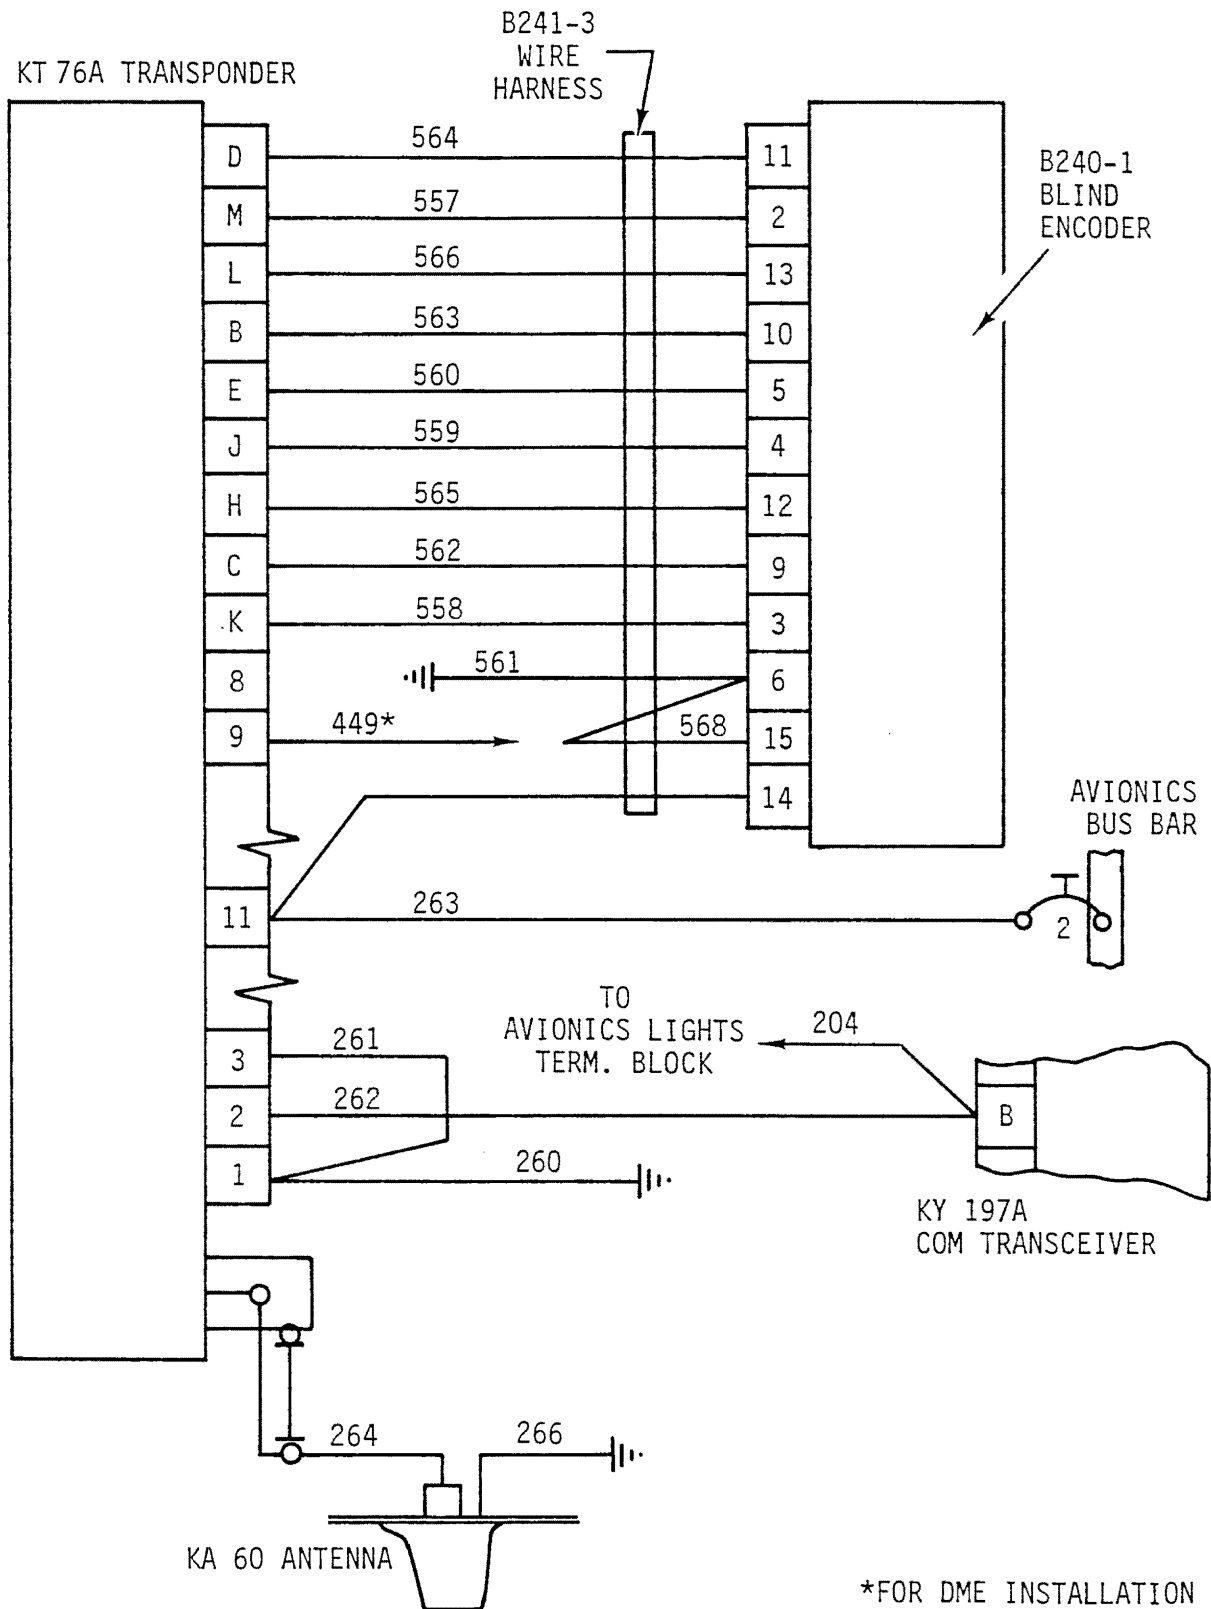 B241-3
WIRE
HARNESS
KT 76A TRANSPONDER
D 564 11
M 557 2
L 566 13
B 563 10
E 560 5
J 559 4
H 565 12
C 562 9
K 558 3
8 561 6
9 449* 568 15
14
B240-1
BLIND
ENCODER
AVIONICS
BUS BAR
11 263 2
TO
AVIONICS LIGHTS
TERM. BLOCK
204
3 261
2 262 B
1 260
KY 197A
COM TRANSCEIVER
264 266
KA 60 ANTENNA
*FOR DME INSTALLATION